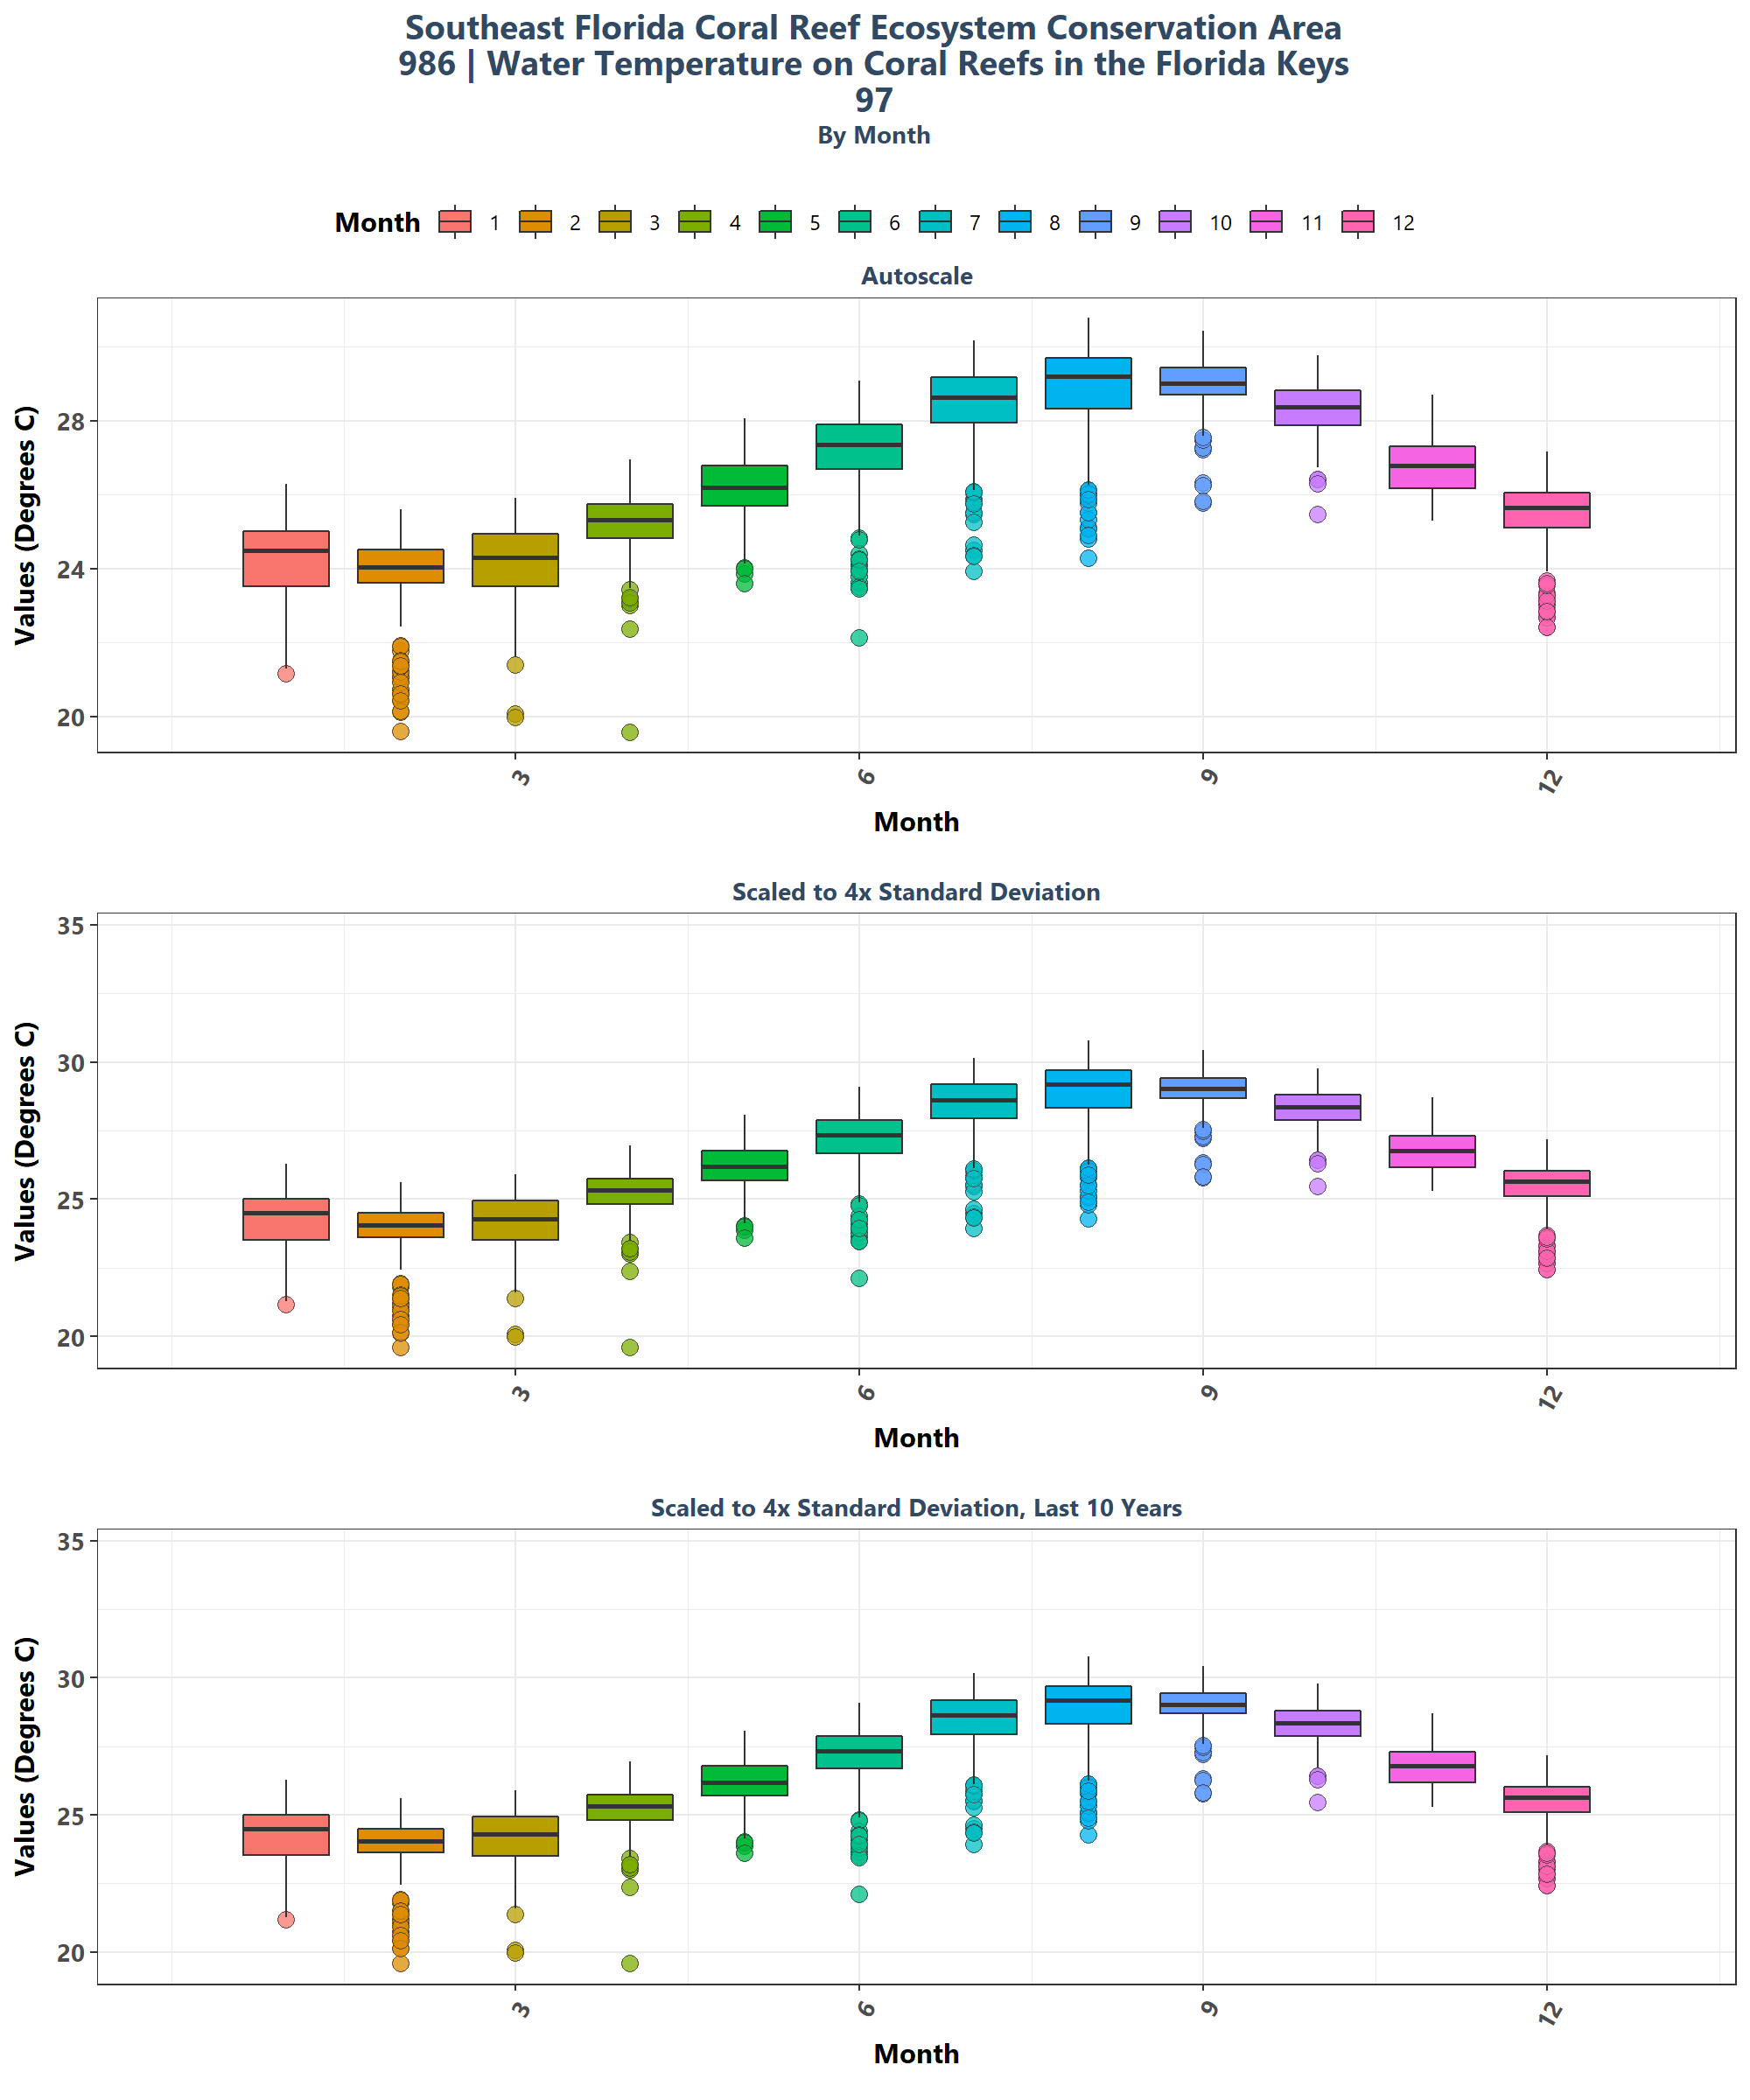 Southeast Florida Coral Reef Ecosystem Conservation Area
986 | Water Temperature on Coral Reefs in the Florida Keys
97
By Month
Month 1 2 3 4 5 6 7 8 9 10 11 12
Autoscale
Values (Degrees C)
28
24
20
3 6 9 12
Month
Scaled to 4x Standard Deviation
Values (Degrees C)
35
30
25
20
3 6 9 12
Month
Scaled to 4x Standard Deviation, Last 10 Years
Values (Degrees C)
35
30
25
20
3 6 9 12
Month